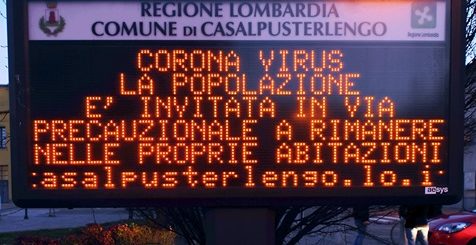 REGIONE LOMBARDIA
COMUNE DI CASALPUSTERLENGO
CORONA VIRUS
LA POPOLAZIONE
E' INVITATA IN VIA
PRECAUZIONALE A RIMANERE
NELLE PROPRIE ABITAZIONI
:asalpusterlengo.lo.i
aesys